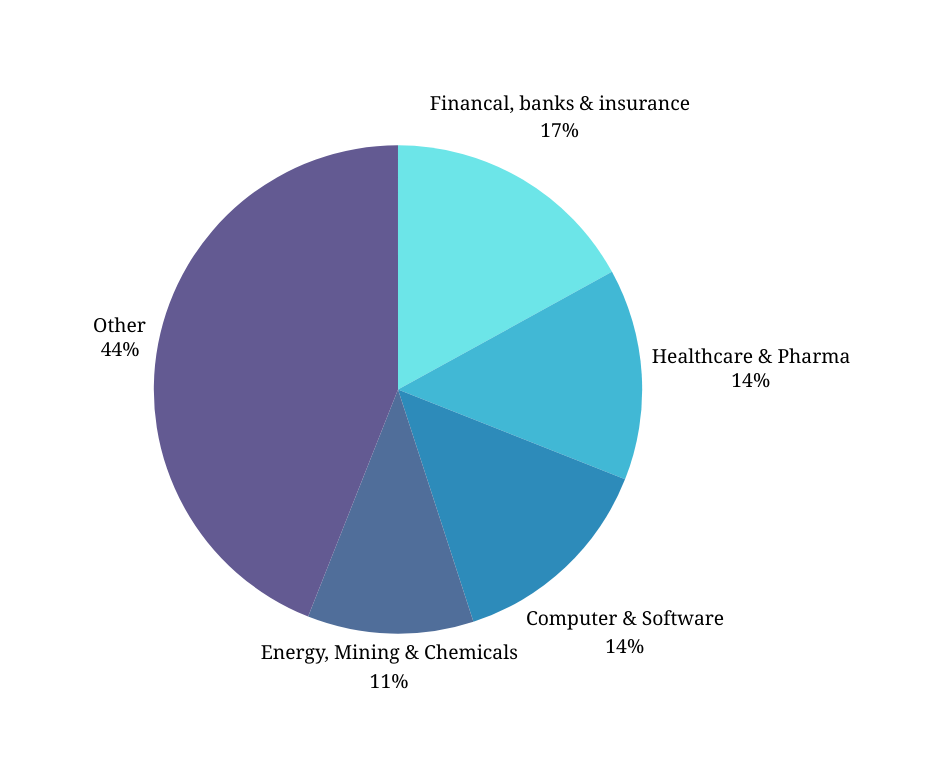 Financal, banks & insurance
17%
Healthcare & Pharma
14%
Computer & Software
14%
Energy, Mining & Chemicals
11%
Other
44%